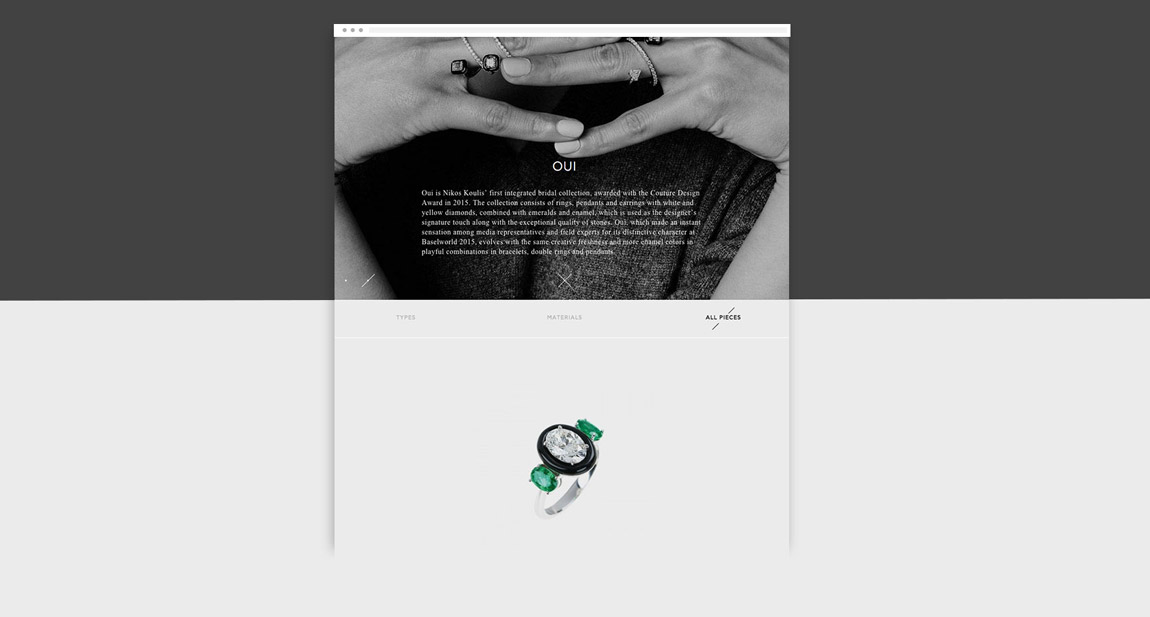 OUI
Oui is Nikos Koulis' first integrated bridal collection, awarded with the Couture Design
Award in 2015. The collection consists of rings, pendants and earrings with white and
yellow diamonds, combined with emeralds and enamel, which is used as the designer's
signature touch along with the exceptional quality of stones. Oui, which made an instant
sensation among media representatives and field experts for its distinctive character at
Baselworld 2015, evolves with the same creative freshness and more enamel colors in
playful combinations in bracelets, double rings and pendants.
TYPES
MATERIALS
ALL PIECES